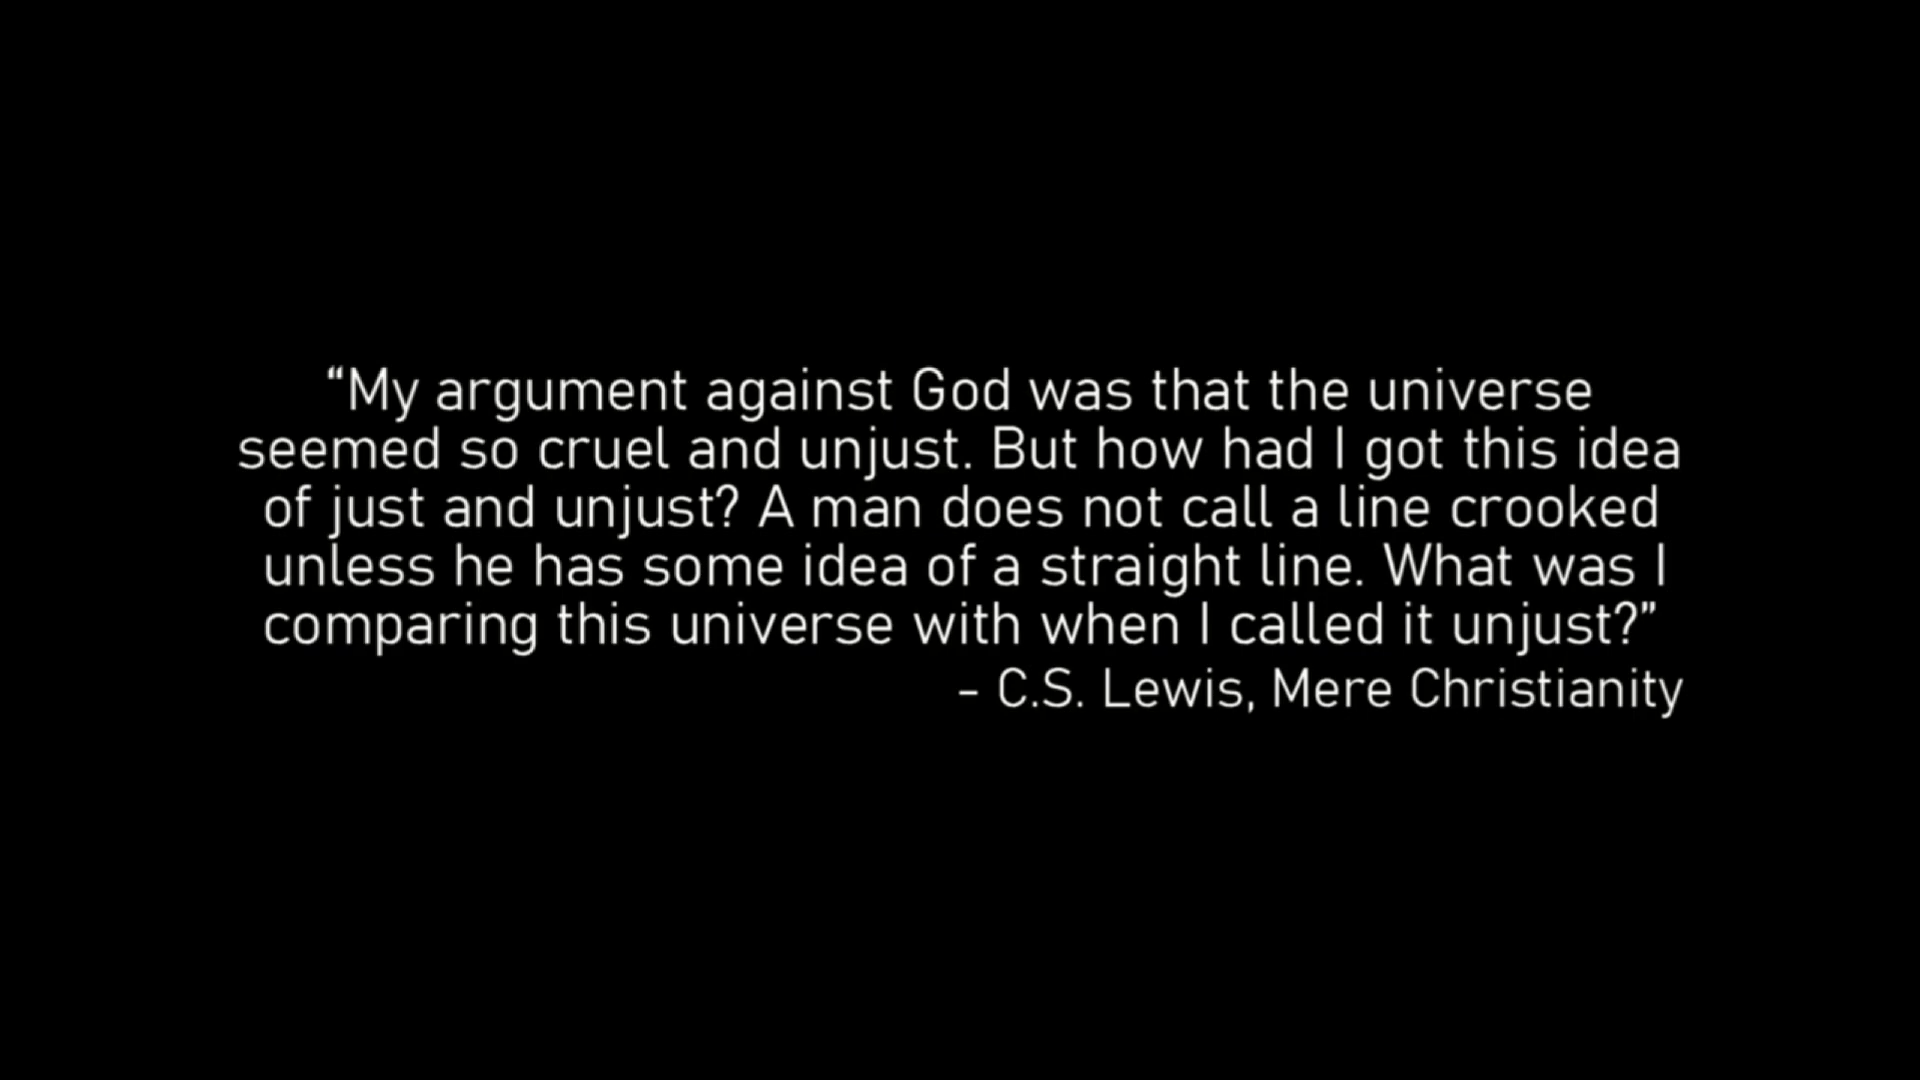 “My argument against God was that the universe
seemed so cruel and unjust. But how had I got this idea
of just and unjust? A man does not call a line crooked
unless he has some idea of a straight line. What was I
comparing this universe with when I called it unjust?”
- C.S. Lewis, Mere Christianity